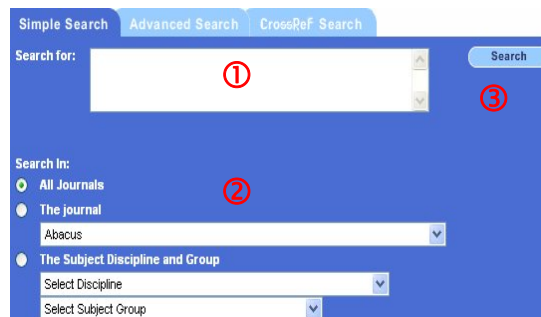 Simple Search Advanced Search CrossRef Search
Search for: ① Search
③
Search In:
All Journals ②
The journal
Abacus
The Subject Discipline and Group
Select Discipline
Select Subject Group